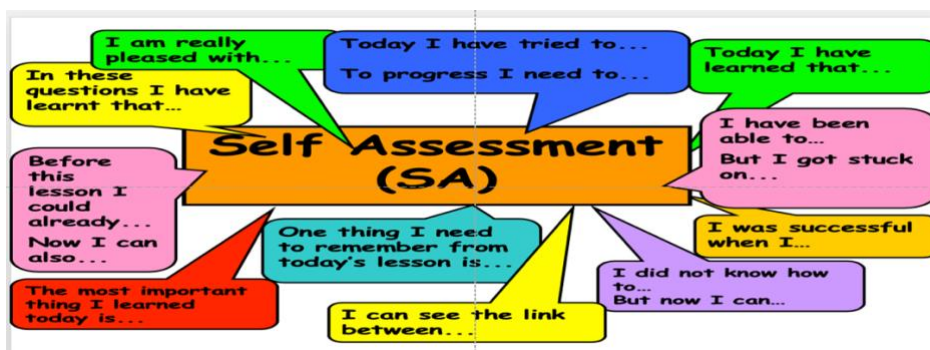 I am really
pleased with...
Today I have tried to...
To progress I need to...
Today I have
learned that...
In these
questions I have
learnt that...
Self Assessment
(SA)
I have been
able to...
But I got stuck
on...
Before
this
lesson I
could
already...
Now I can
also...
One thing I need
to remember from
today's lesson is...
I was successful
when I...
I did not know how
to...
But now I can...
The most important
thing I learned
today is...
I can see the link
between...